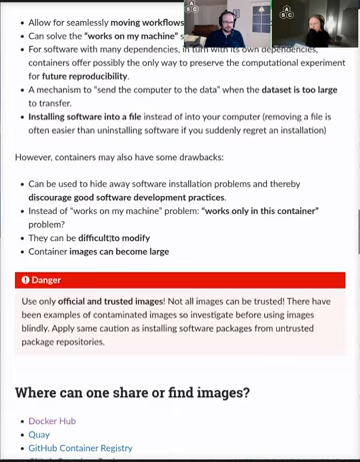 Allow for seamlessly moving workflows
Can solve the "works on my machine" s
For software with many dependencies, in turn with its own dependencies,
containers offer possibly the only way to preserve the computational experiment
for future reproducibility.
A mechanism to "send the computer to the data" when the dataset is too large
to transfer.
Installing software into a file instead of into your computer (removing a file is
often easier than uninstalling software if you suddenly regret an installation)
However, containers may also have some drawbacks:
Can be used to hide away software installation problems and thereby
discourage good software development practices.
Instead of "works on my machine" problem: "works only in this container"
problem?
They can be difficult to modify
Container images can become large
Danger
Use only official and trusted images! Not all images can be trusted! There have
been examples of contaminated images so investigate before using images
blindly. Apply same caution as installing software packages from untrusted
package repositories.
Where can one share or find images?
Docker Hub
Quay
GitHub Container Registry